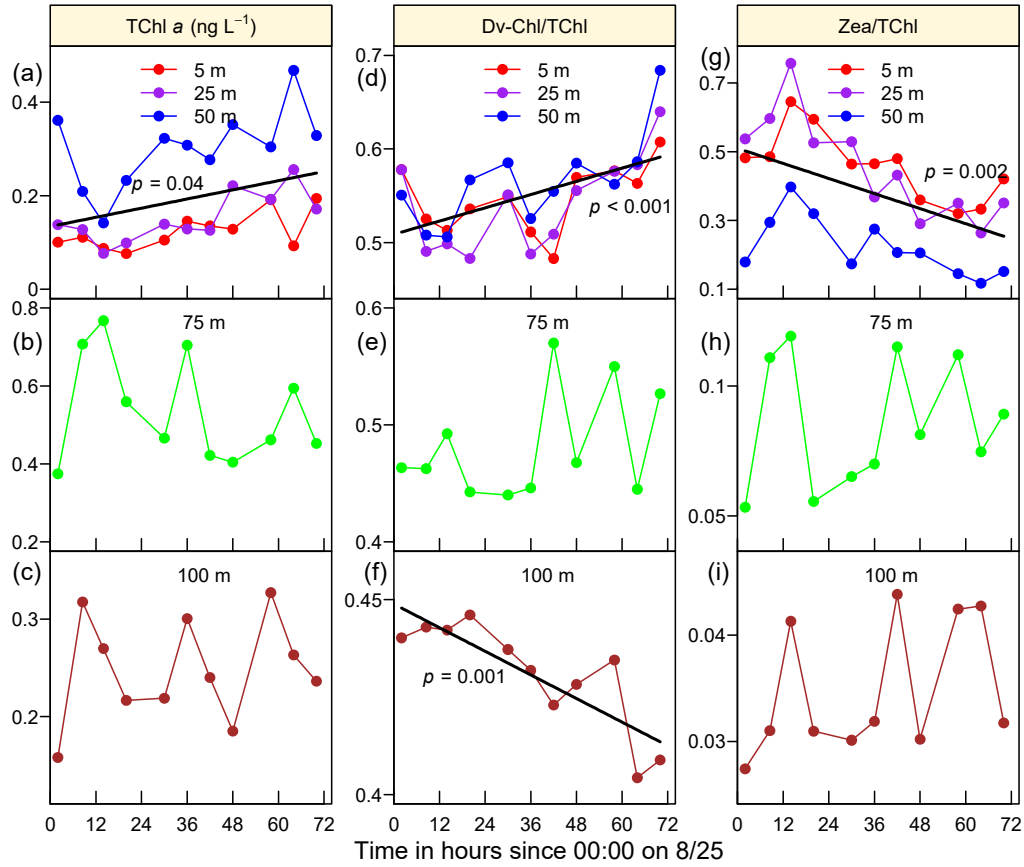 TChl a (ng L⁻¹)
Dv-Chl/TChl
Zea/TChl
(a)
5 m
25 m
50 m
p = 0.04
0.4
0.2
0
(d)
5 m
25 m
50 m
p < 0.001
0.7
0.6
0.5
(g)
5 m
25 m
50 m
p = 0.002
0.7
0.5
0.3
0.1
(b)
75 m
0.8
0.6
0.4
0.2
(e)
75 m
0.6
0.5
0.4
(h)
75 m
0.1
0.05
(c)
100 m
0.3
0.2
(f)
100 m
p = 0.001
0.45
0.4
(i)
100 m
0.04
0.03
0 12 24 36 48 60 72
0 12 24 36 48 60 72
0 12 24 36 48 60 72
Time in hours since 00:00 on 8/25